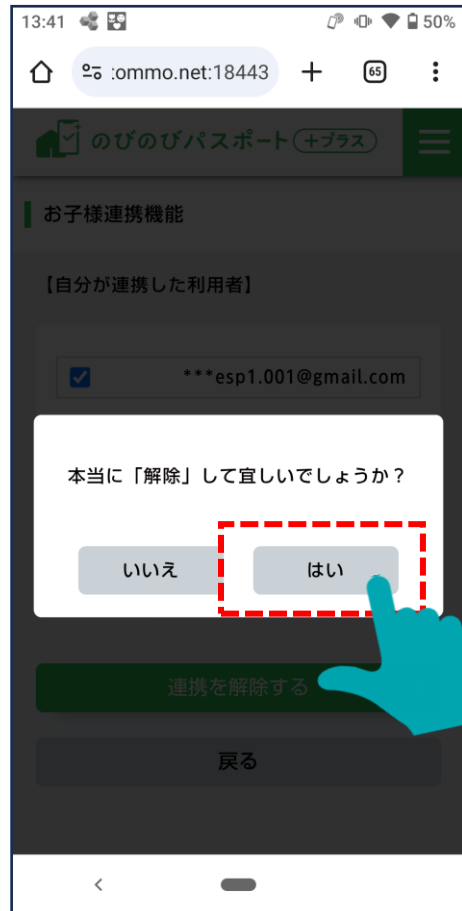 13:41 50%
:ommo.net:18443 65
のびのびパスポート +プラス
お子様連携機能
【自分が連携した利用者】
***esp1.001@gmail.com
本当に「解除」して宜しいでしょうか？
いいえ はい
連携を解除する
戻る